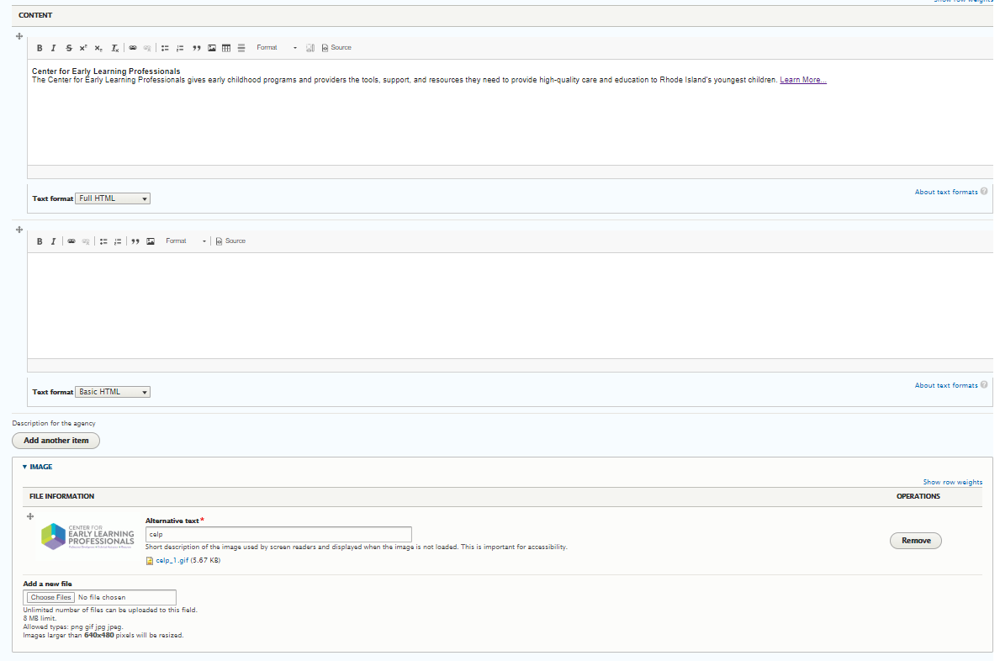 Show row weights
CONTENT
B I S x² x₂ Tx Format Source
Center for Early Learning Professionals
The Center for Early Learning Professionals gives early childhood programs and providers the tools, support, and resources they need to provide high-quality care and education to Rhode Island's youngest children. Learn More...
Text format Full HTML
About text formats ?
B I Format Source
Text format Basic HTML
About text formats ?
Description for the agency
Add another item
IMAGE
Show row weights
FILE INFORMATION OPERATIONS
CENTER FOR
EARLY LEARNING
PROFESSIONALS
Alternative text*
celp
Short description of the image used by screen readers and displayed when the image is not loaded. This is important for accessibility.
celp_1.gif (5.67 KB)
Remove
Add a new file
Choose Files No file chosen
Unlimited number of files can be uploaded to this field.
8 MB limit.
Allowed types: png gif jpg jpeg.
Images larger than 640x480 pixels will be resized.